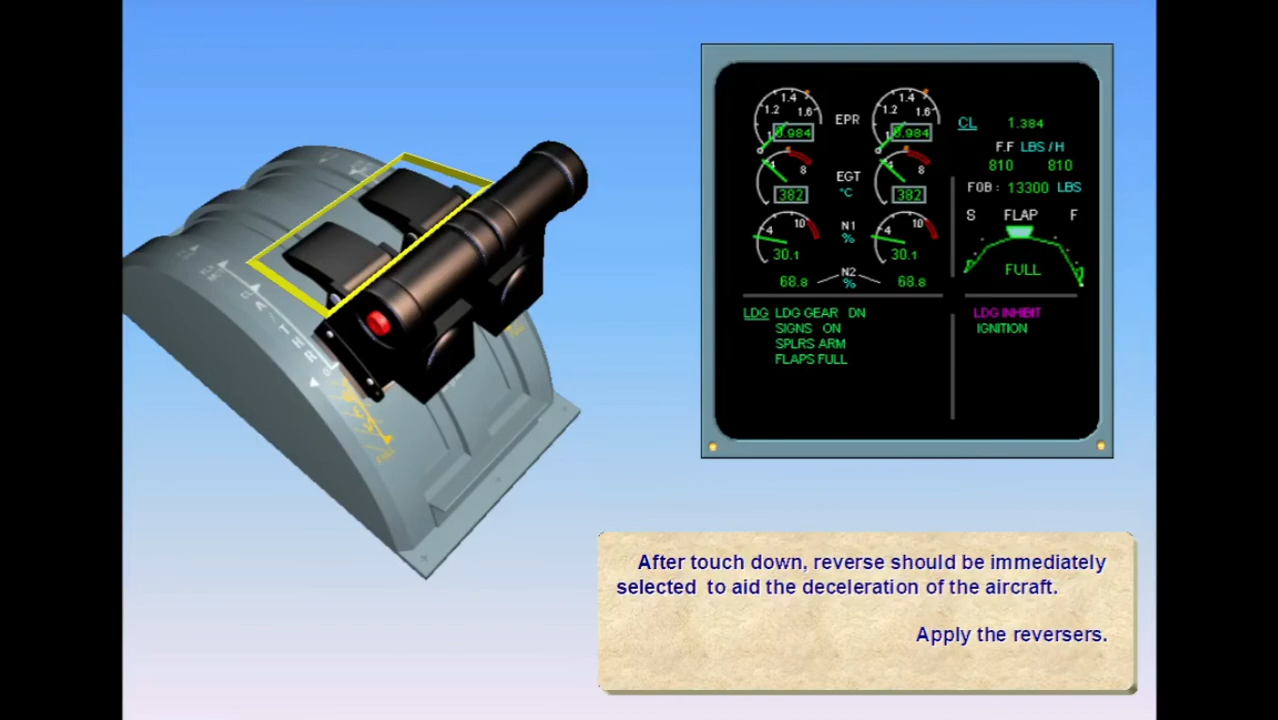 1.4
1.2
1.6
1
0.984
EPR
1.4
1.2
1.6
1
0.984
CL 1.384
F.F LBS/H
810 810
FOB: 13300 LBS
4
8
382
EGT
°C
4
8
382
S FLAP F
FULL
4
10
30.1
N1
%
4
10
30.1
68.8
N2
%
68.8
LDG LDG GEAR DN
SIGNS ON
SPLRS ARM
FLAPS FULL
LDG INHIBIT
IGNITION
After touch down, reverse should be immediately
selected to aid the deceleration of the aircraft.
Apply the reversers.